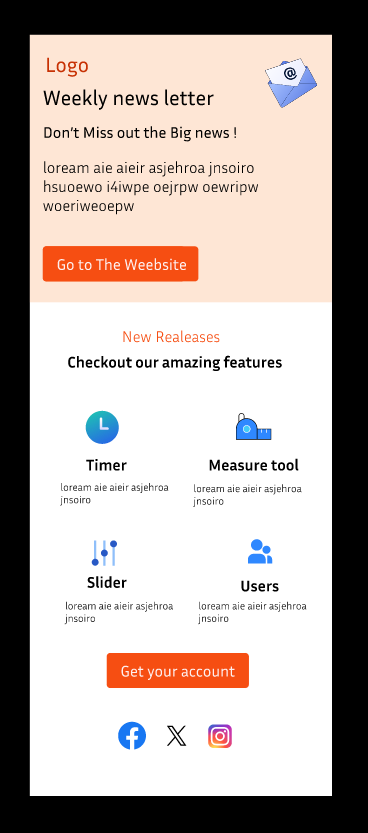 Logo
@
Weekly news letter
Don't Miss out the Big news !
loream aie aieir asjehroa jnsoiro
hsuoewo i4iwpe oejrpw oewripw
woeriweoepw
Go to The Weebsite
New Realeases
Checkout our amazing features
Timer
loream aie aieir asjehroa
jnsoiro
Measure tool
loream aie aieir asjehroa
jnsoiro
Slider
loream aie aieir asjehroa
jnsoiro
Users
loream aie aieir asjehroa
jnsoiro
Get your account